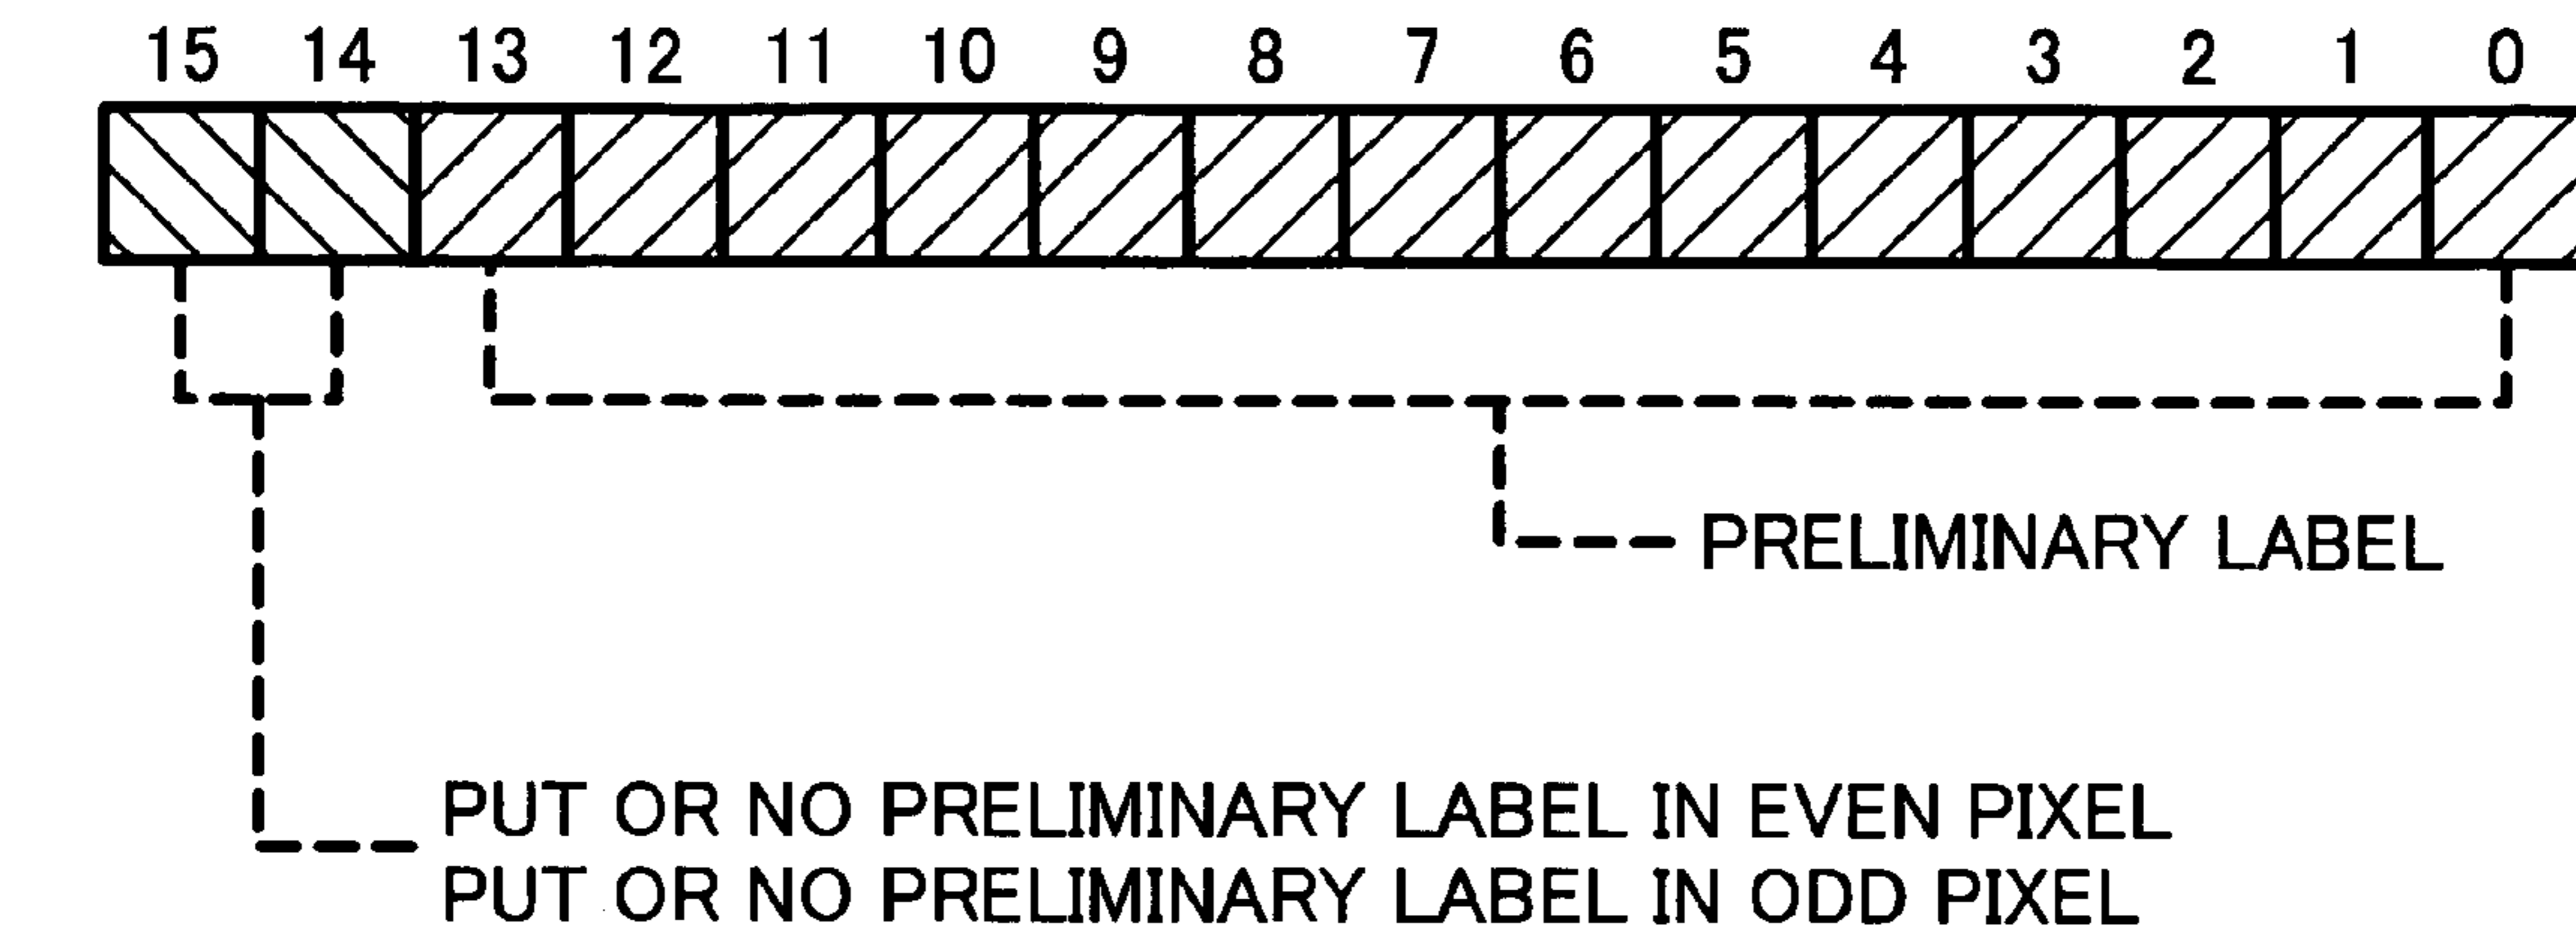 15 14 13 12 11 10 9 8 7 6 5 4 3 2 1 0
PRELIMINARY LABEL
PUT OR NO PRELIMINARY LABEL IN EVEN PIXEL
PUT OR NO PRELIMINARY LABEL IN ODD PIXEL